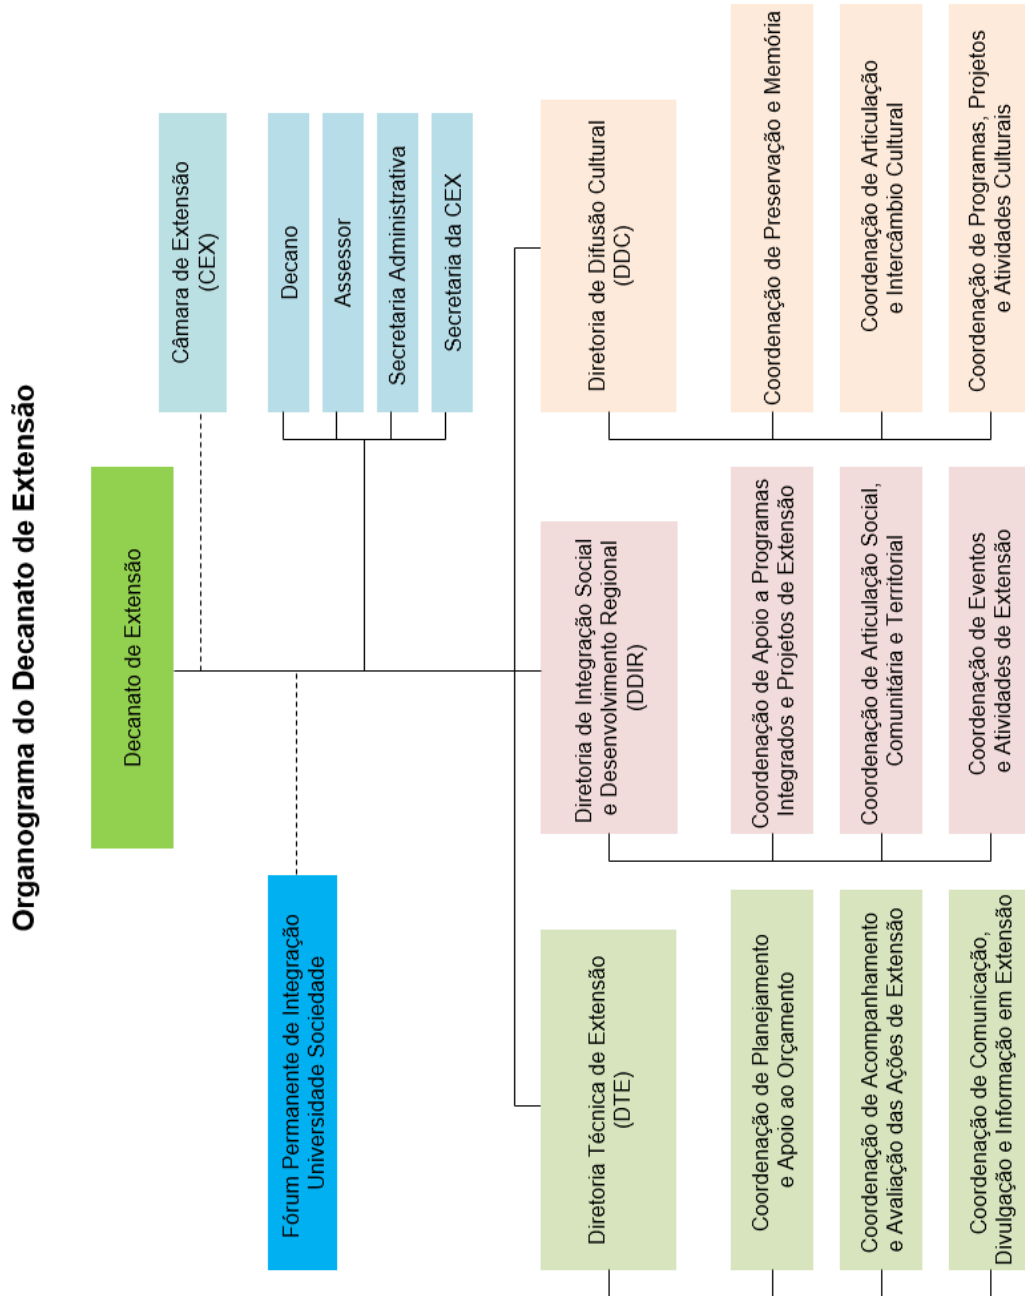 Organograma do Decanato de Extensão
Decanato de Extensão
Câmara de Extensão
(CEX)
Fórum Permanente de Integração
Universidade Sociedade
Decano
Assessor
Secretaria Administrativa
Secretaria da CEX
Diretoria Técnica de Extensão
(DTE)
Coordenação de Planejamento
e Apoio ao Orçamento
Coordenação de Acompanhamento
e Avaliação das Ações de Extensão
Coordenação de Comunicação,
Divulgação e Informação em Extensão
Diretoria de Integração Social
e Desenvolvimento Regional
(DDIR)
Coordenação de Apoio a Programas
Integrados e Projetos de Extensão
Coordenação de Articulação Social,
Comunitária e Territorial
Coordenação de Eventos
e Atividades de Extensão
Diretoria de Difusão Cultural
(DDC)
Coordenação de Preservação e Memória
Coordenação de Articulação
e Intercâmbio Cultural
Coordenação de Programas, Projetos
e Atividades Culturais